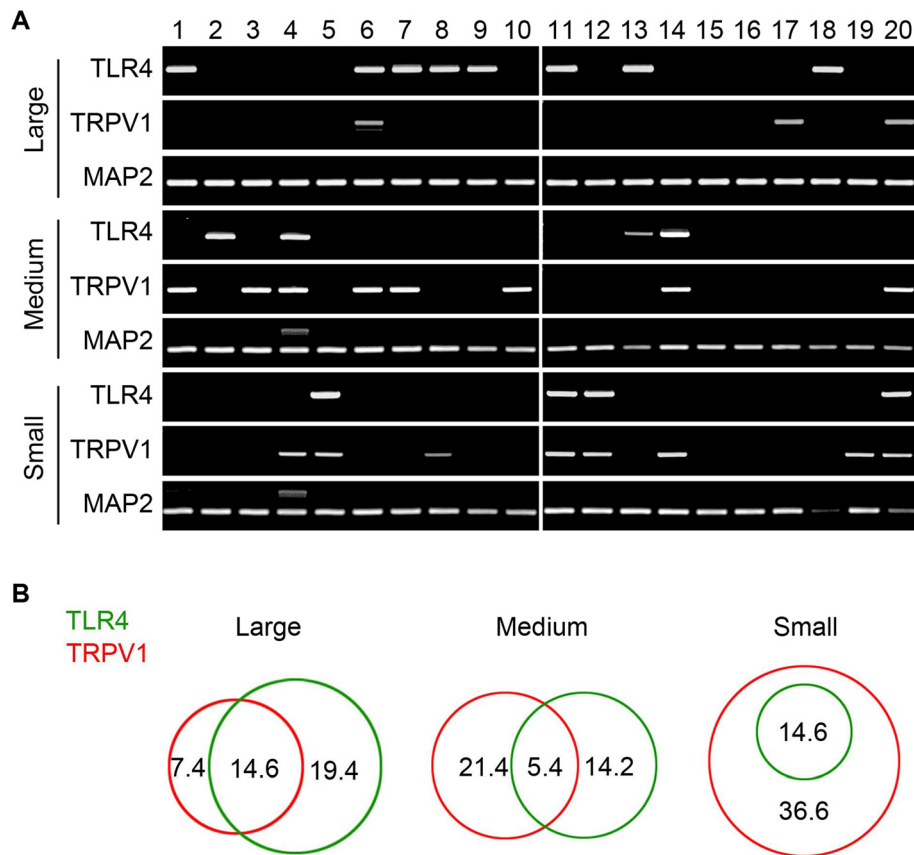 A
1 2 3 4 5 6 7 8 9 10 11 12 13 14 15 16 17 18 19 20
Large
TLR4
TRPV1
MAP2
Medium
TLR4
TRPV1
MAP2
Small
TLR4
TRPV1
MAP2
B
TLR4
TRPV1
Large Medium Small
7.4 14.6 19.4 21.4 5.4 14.2 14.6
36.6